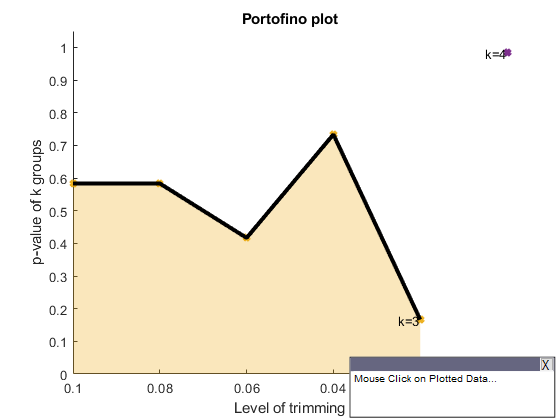 Portofino plot
p-value of k groups
1
0.9
0.8
0.7
0.6
0.5
0.4
0.3
0.2
0.1
0
k=4
k=3
0.1 0.08 0.06 0.04
Level of trimming
X
Mouse Click on Plotted Data...